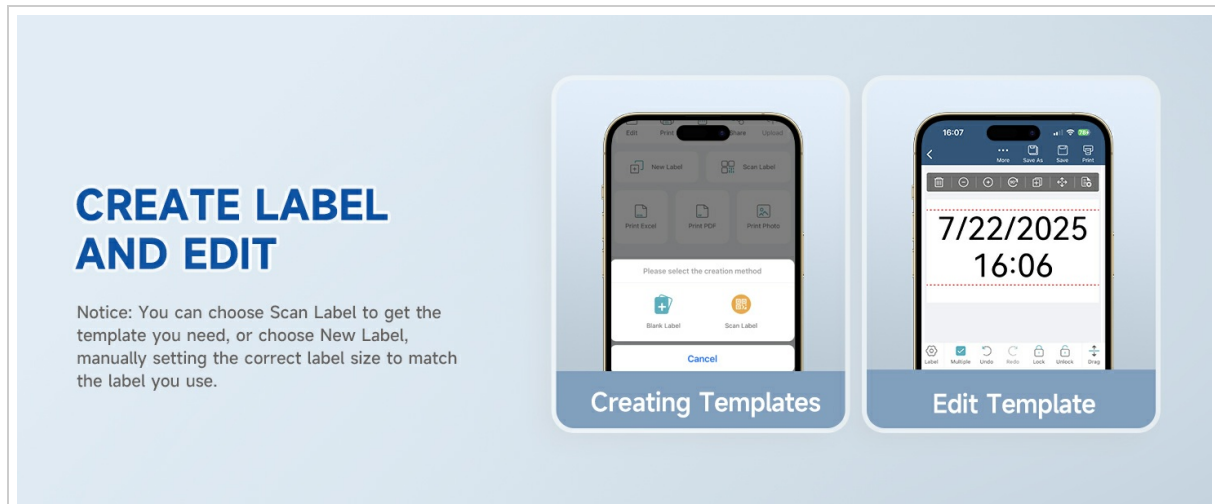 CREATE LABEL
AND EDIT
Notice: You can choose Scan Label to get the
template you need, or choose New Label,
manually setting the correct label size to match
the label you use.
Edit Print Share Upload
New Label Scan Label
Print Excel Print PDF Print Photo
Please select the creation method
Blank Label Scan Label
Cancel
Creating Templates
16:07
More Save As Save Print
7/22/2025
16:06
Label Multiple Undo Redo Lock Unlock Drag
Edit Template